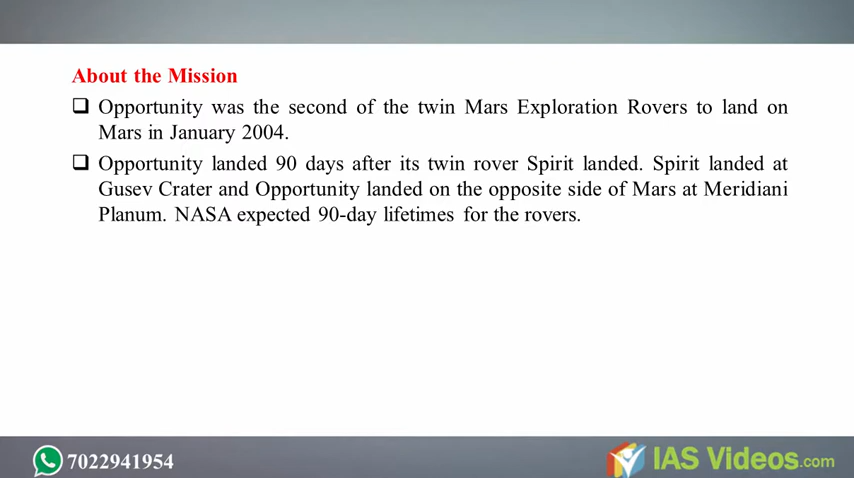 About the Mission
❑ Opportunity was the second of the twin Mars Exploration Rovers to land on
Mars in January 2004.
❑ Opportunity landed 90 days after its twin rover Spirit landed. Spirit landed at
Gusev Crater and Opportunity landed on the opposite side of Mars at Meridiani
Planum. NASA expected 90-day lifetimes for the rovers.
7022941954
IAS Videos.com